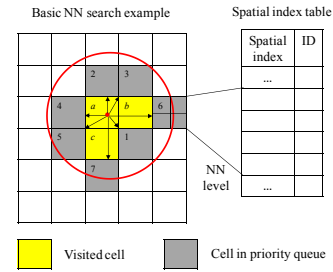 Basic NN search example
Spatial index table
Spatial index
ID
...
2 3
4 a b 6
5 c 1
7
NN level
...
Visited cell
Cell in priority queue